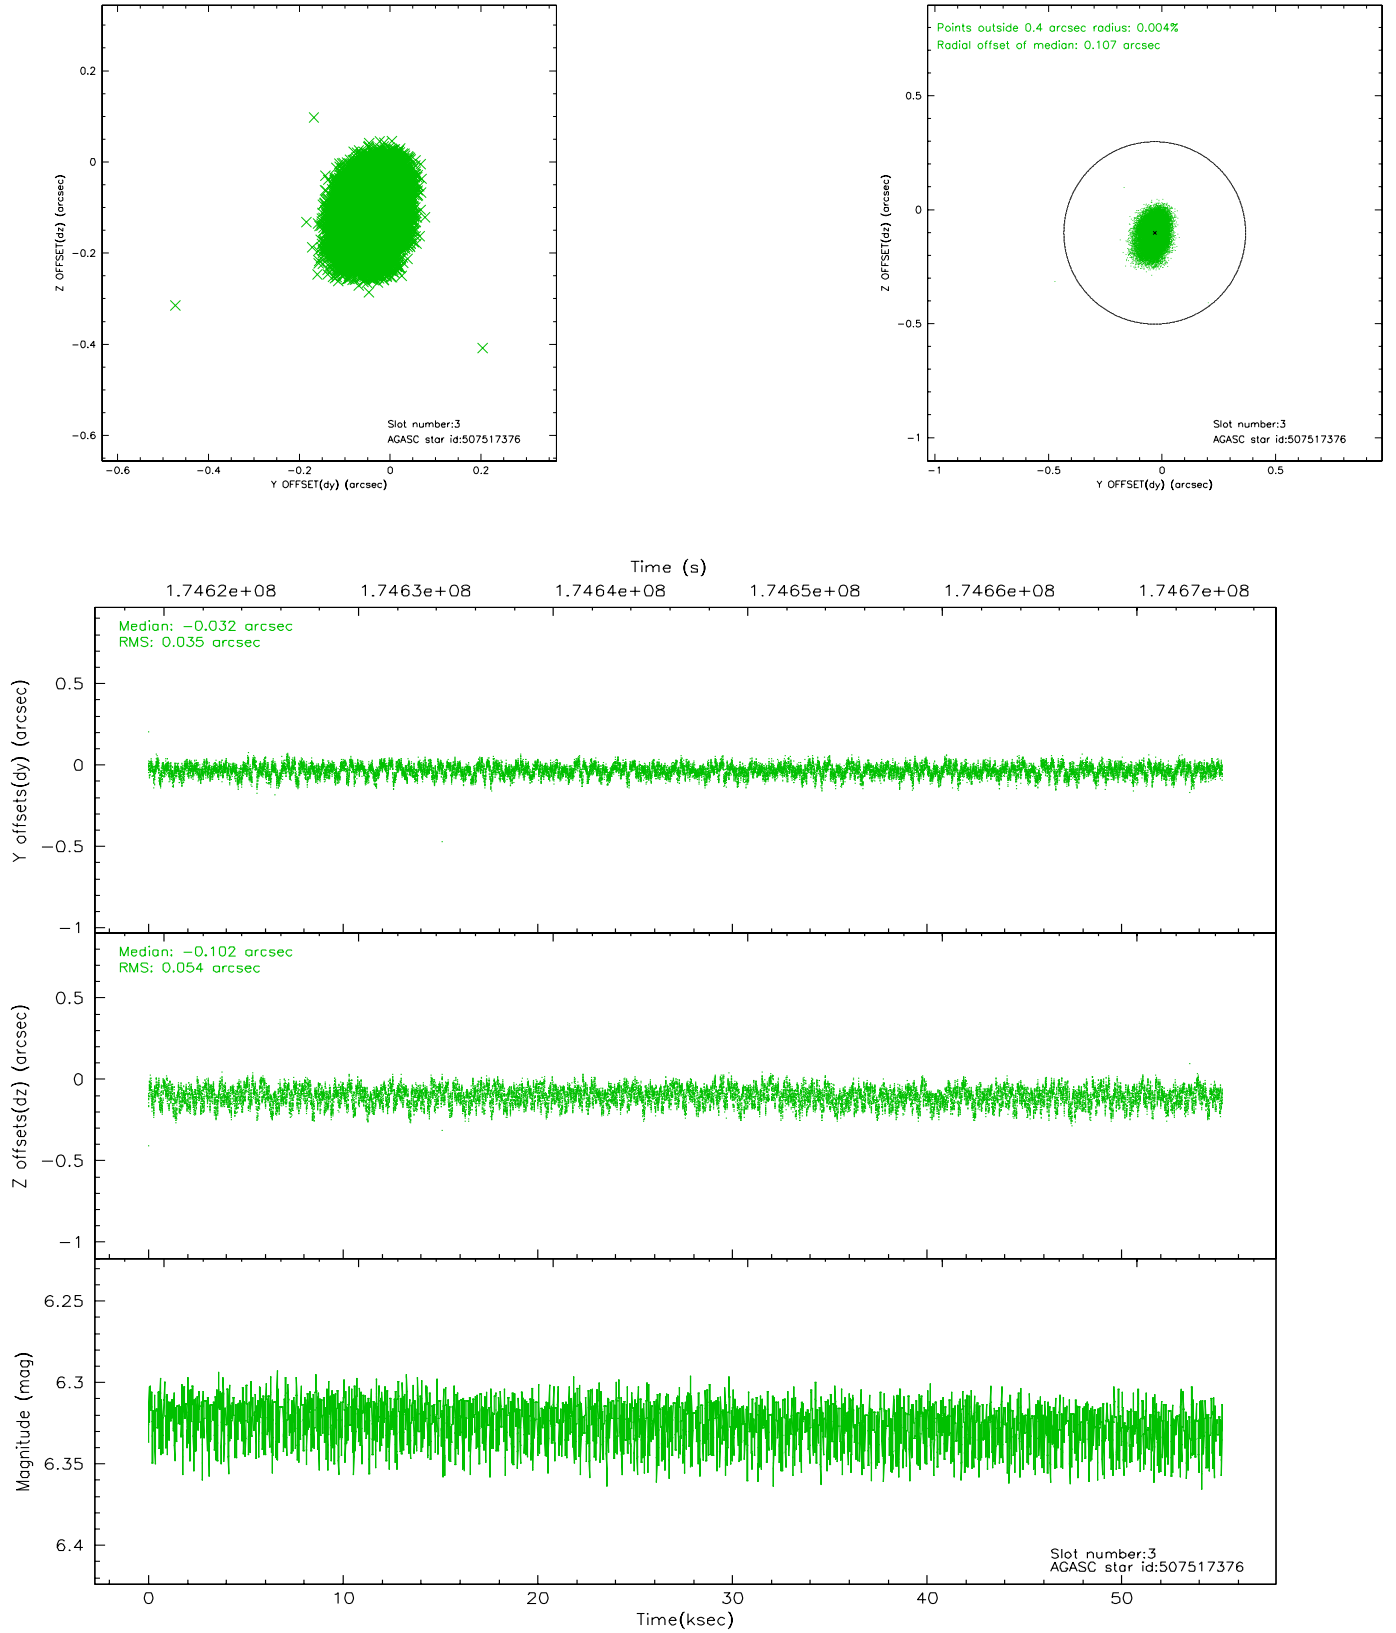 0.2
0
-0.2
-0.4
-0.6
Z OFFSET(dz) (arcsec)
Slot number:3
AGASC star id:507517376
-0.6 -0.4 -0.2 0 0.2
Y OFFSET(dy) (arcsec)
Points outside 0.4 arcsec radius: 0.004%
Radial offset of median: 0.107 arcsec
0.5
0
-0.5
-1
Z OFFSET(dz) (arcsec)
Slot number:3
AGASC star id:507517376
-1 -0.5 0 0.5
Y OFFSET(dy) (arcsec)
Time (s)
1.7462e+08 1.7463e+08 1.7464e+08 1.7465e+08 1.7466e+08 1.7467e+08
Median: -0.032 arcsec
RMS: 0.035 arcsec
0.5
0
-0.5
-1
Y offsets(dy) (arcsec)
Median: -0.102 arcsec
RMS: 0.054 arcsec
0.5
0
-0.5
-1
Z offsets(dz) (arcsec)
6.25
6.3
6.35
6.4
Magnitude (mag)
Slot number:3
AGASC star id:507517376
0 10 20 30 40 50
Time(ksec)